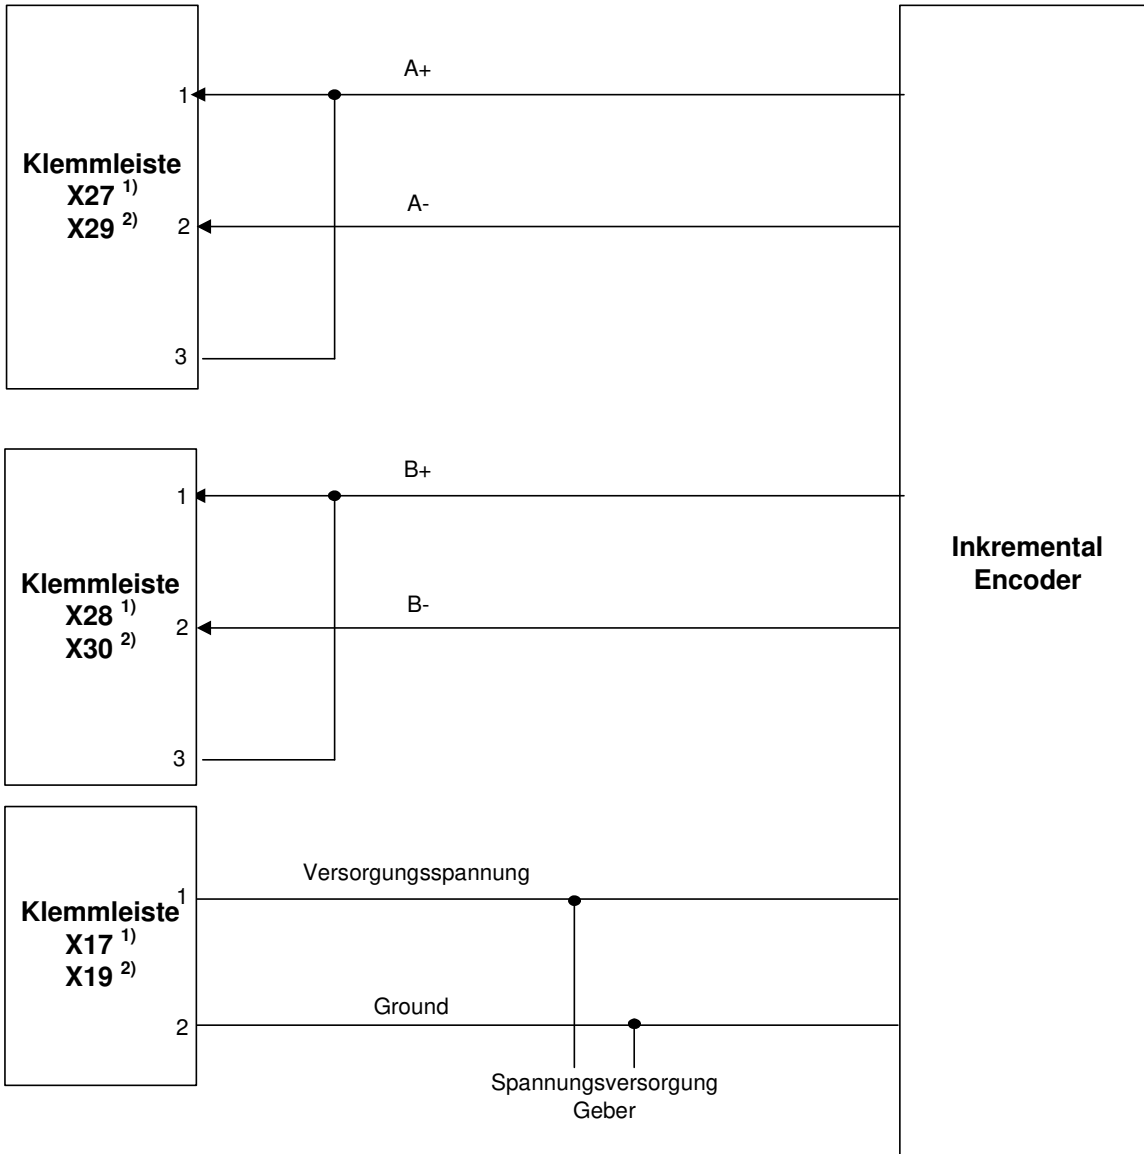 A+
1
Klemmleiste
X27 1)
X29 2)
A-
2
3
B+
1
Klemmleiste
X28 1)
X30 2)
B-
2
3
Inkremental
Encoder
Versorgungsspannung
1
Klemmleiste
X17 1)
X19 2)
Ground
2
Spannungsversorgung
Geber